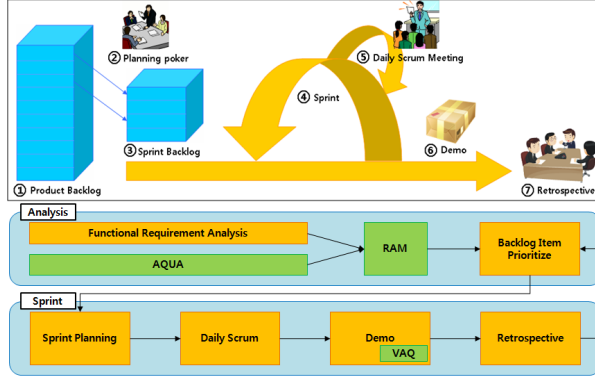 ② Planning poker
⑤ Daily Scrum Meeting
④ Sprint
③ Sprint Backlog
⑥ Demo
① Product Backlog
⑦ Retrospective
Analysis
Functional Requirement Analysis
AQUA
RAM
Backlog Item
Prioritize
Sprint
Sprint Planning
Daily Scrum
Demo
VAQ
Retrospective